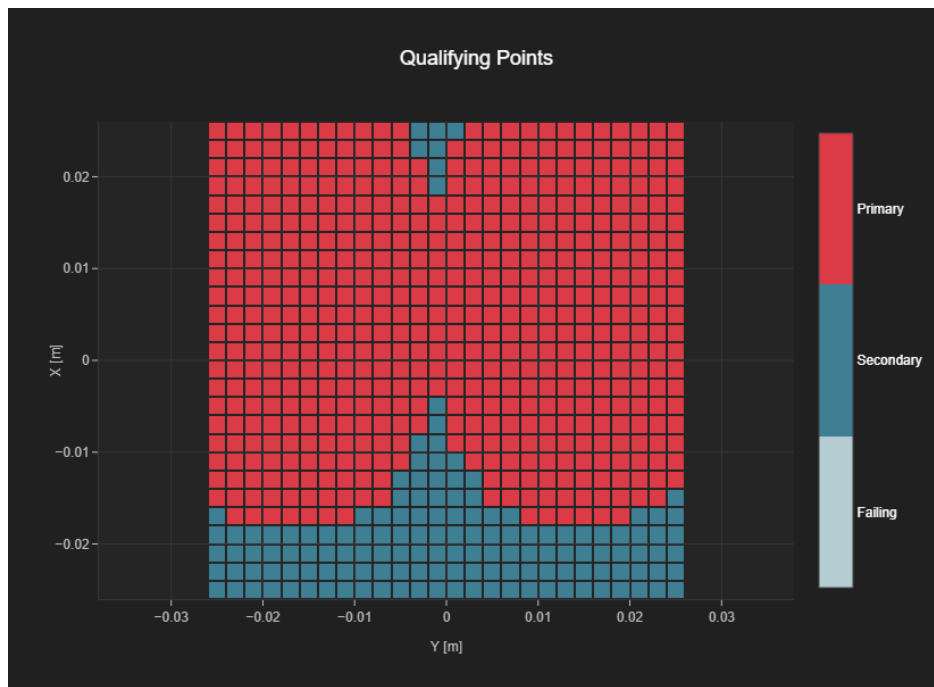 Qualifying Points
0.02
0.01
0
−0.01
−0.02
X [m]
−0.03
−0.02
−0.01
0
0.01
0.02
0.03
Y [m]
Primary
Secondary
Failing